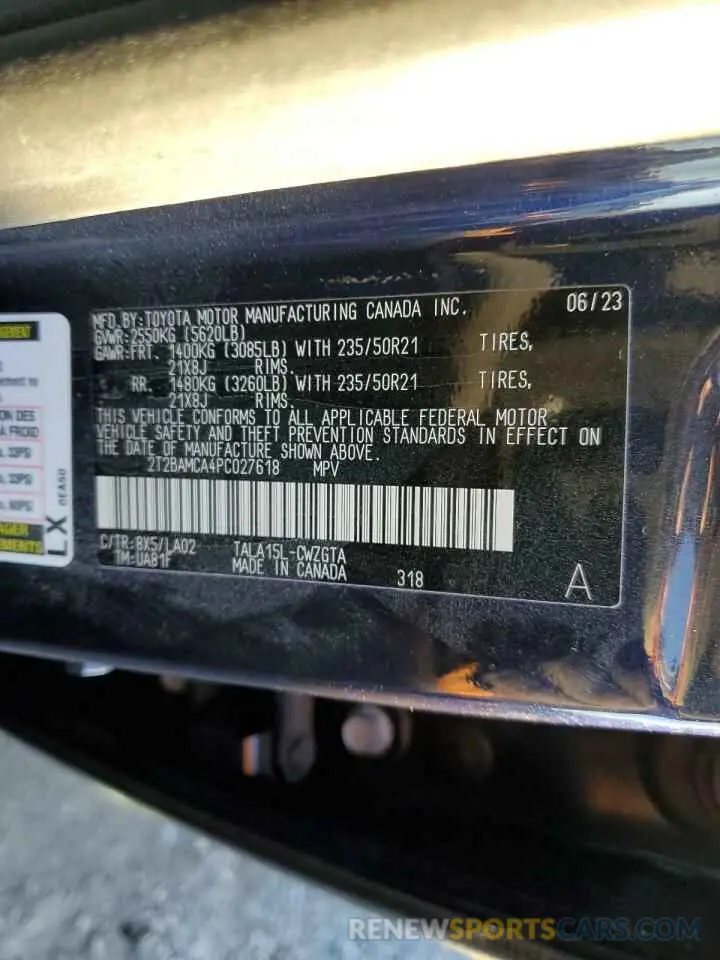 MFD. BY: TOYOTA MOTOR MANUFACTURING CANADA INC. 06/23
GVWR: 2550KG (5620LB)
GAWR: FRT. 1400KG (3085LB) WITH 235/50R21 TIRES,
21X8J RIMS.
RR. 1480KG (3260LB) WITH 235/50R21 TIRES,
21X8J RIMS.
THIS VEHICLE CONFORMS TO ALL APPLICABLE FEDERAL MOTOR
VEHICLE SAFETY AND THEFT PREVENTION STANDARDS IN EFFECT ON
THE DATE OF MANUFACTURE SHOWN ABOVE.
2T2BAMCA4PC027618 MPV
C/TR: 8X5/LA02 TALA15L-CWZGTA
TM: UA81F MADE IN CANADA 318 A
LX
RENEWSPORTSCARS.COM